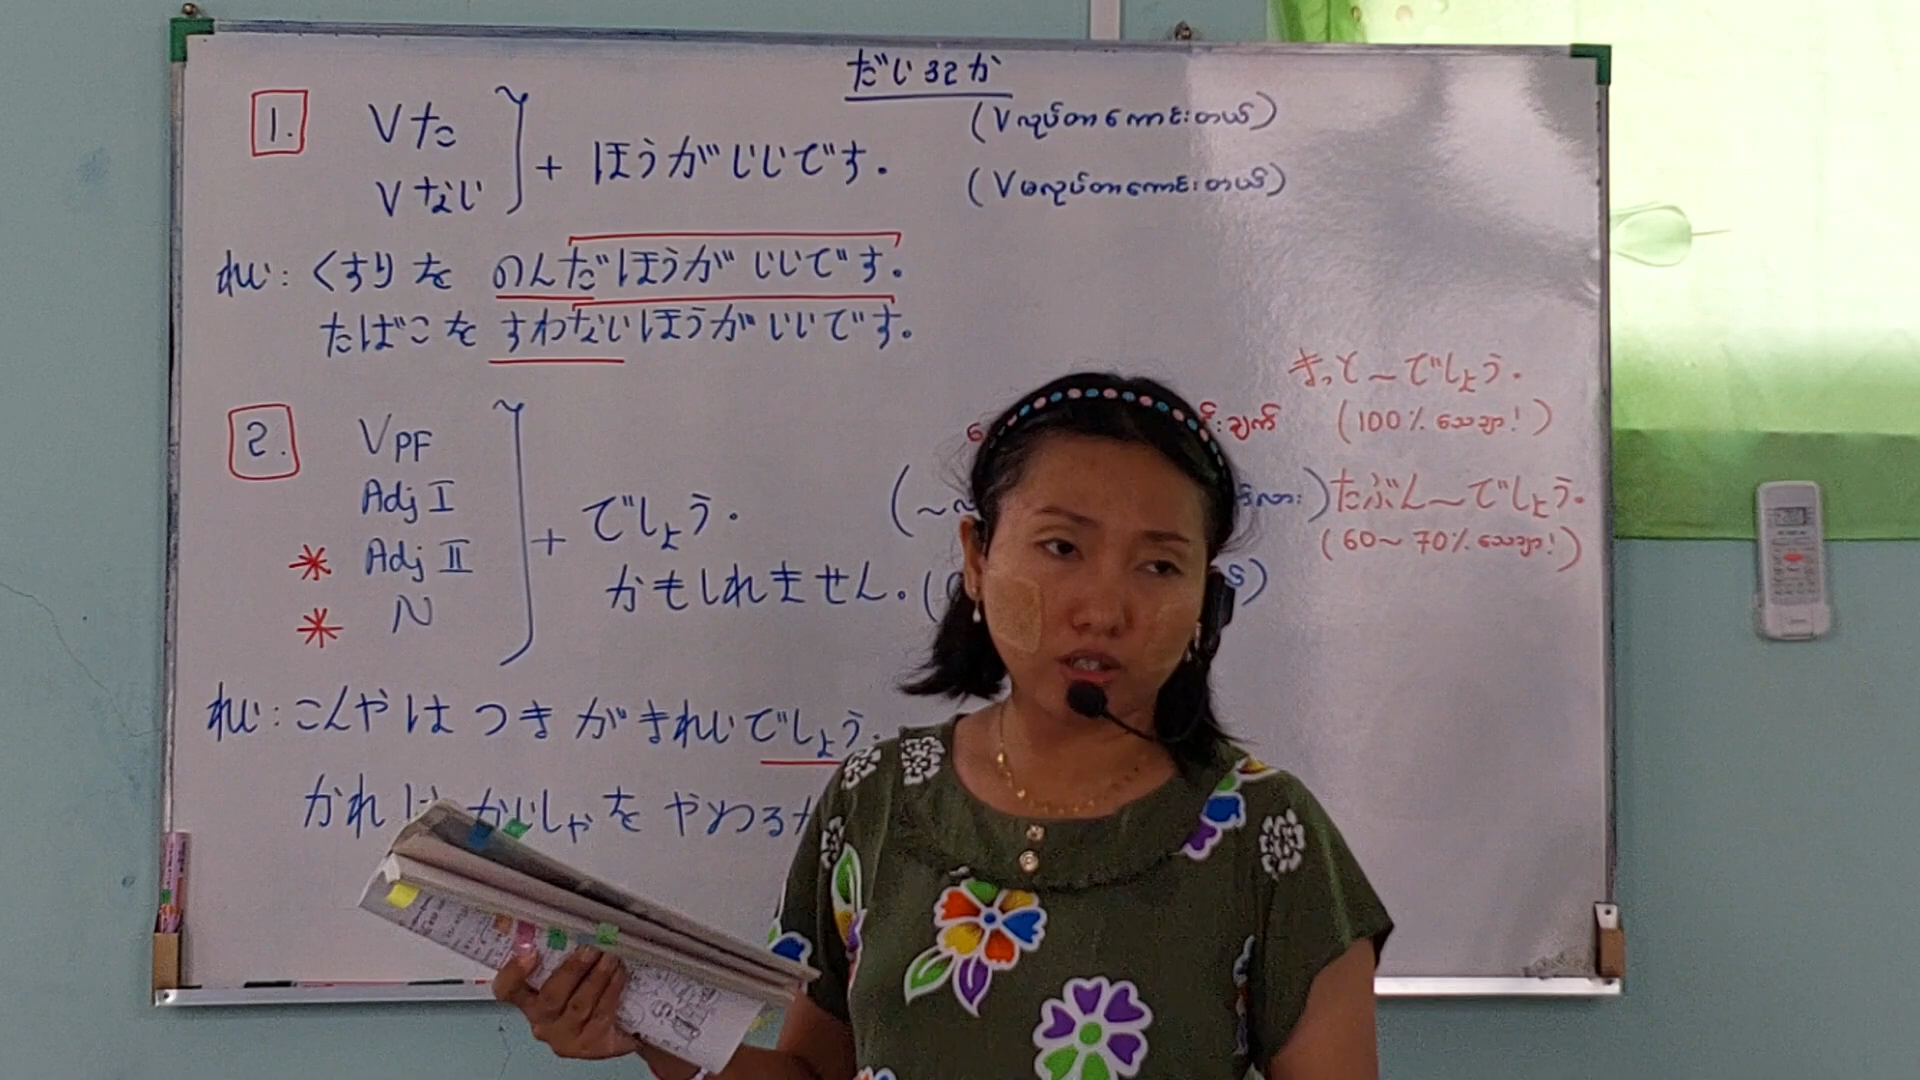 だい32か
1. Vた
Vない
+ ほうがいいです。
(V လုပ်တာကောင်းတယ်)
(V မလုပ်တာကောင်းတယ်)
れい: くすりを のんだほうがいいです。
たばこを すわないほうがいいです。
2. VPF
Adj I
* Adj II
* N
+ でしょう。
かもしれません。
きっと〜でしょう。
(100% သေချာ!)
たぶん〜でしょう。
(60〜70% သေချာ!)
れい: こんやは つきが きれいでしょう。
かれは かいしゃを やめる